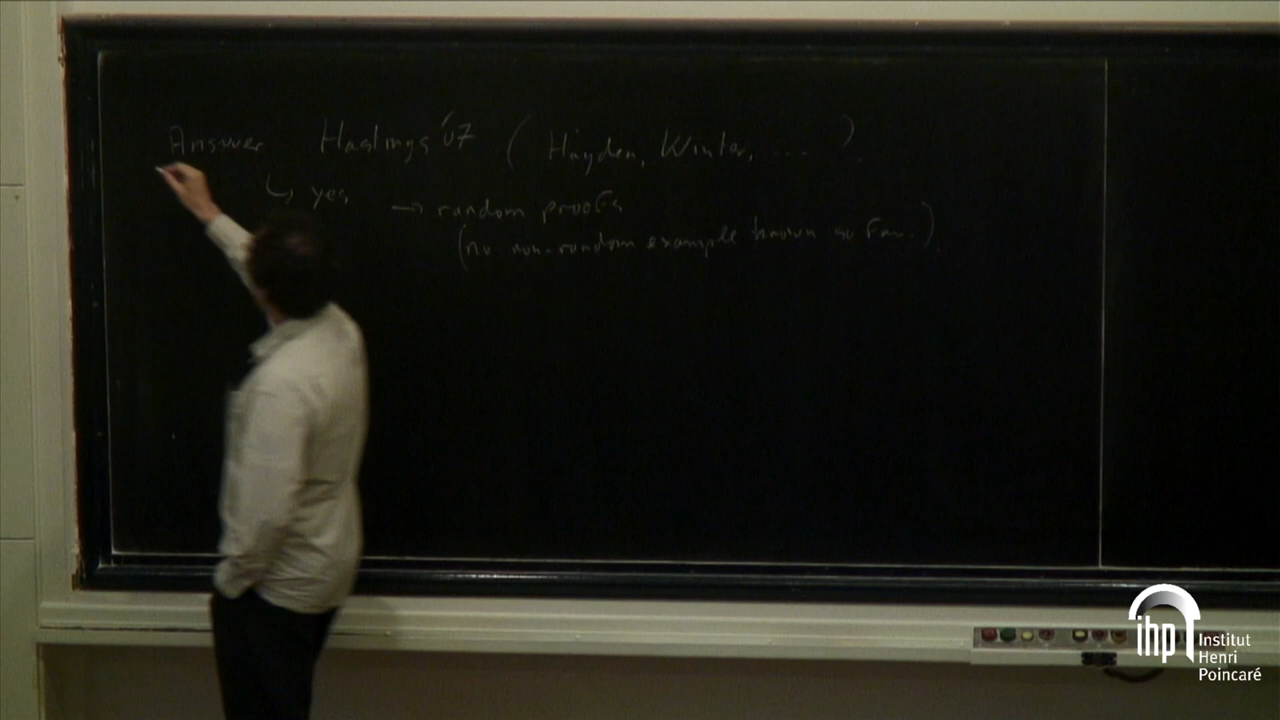 Answer Hastings '07 ( Hayden, Winter, .... ).
↳ yes → random proofs
(no non-random example known so far.).
ihp Institut
Henri
Poincaré